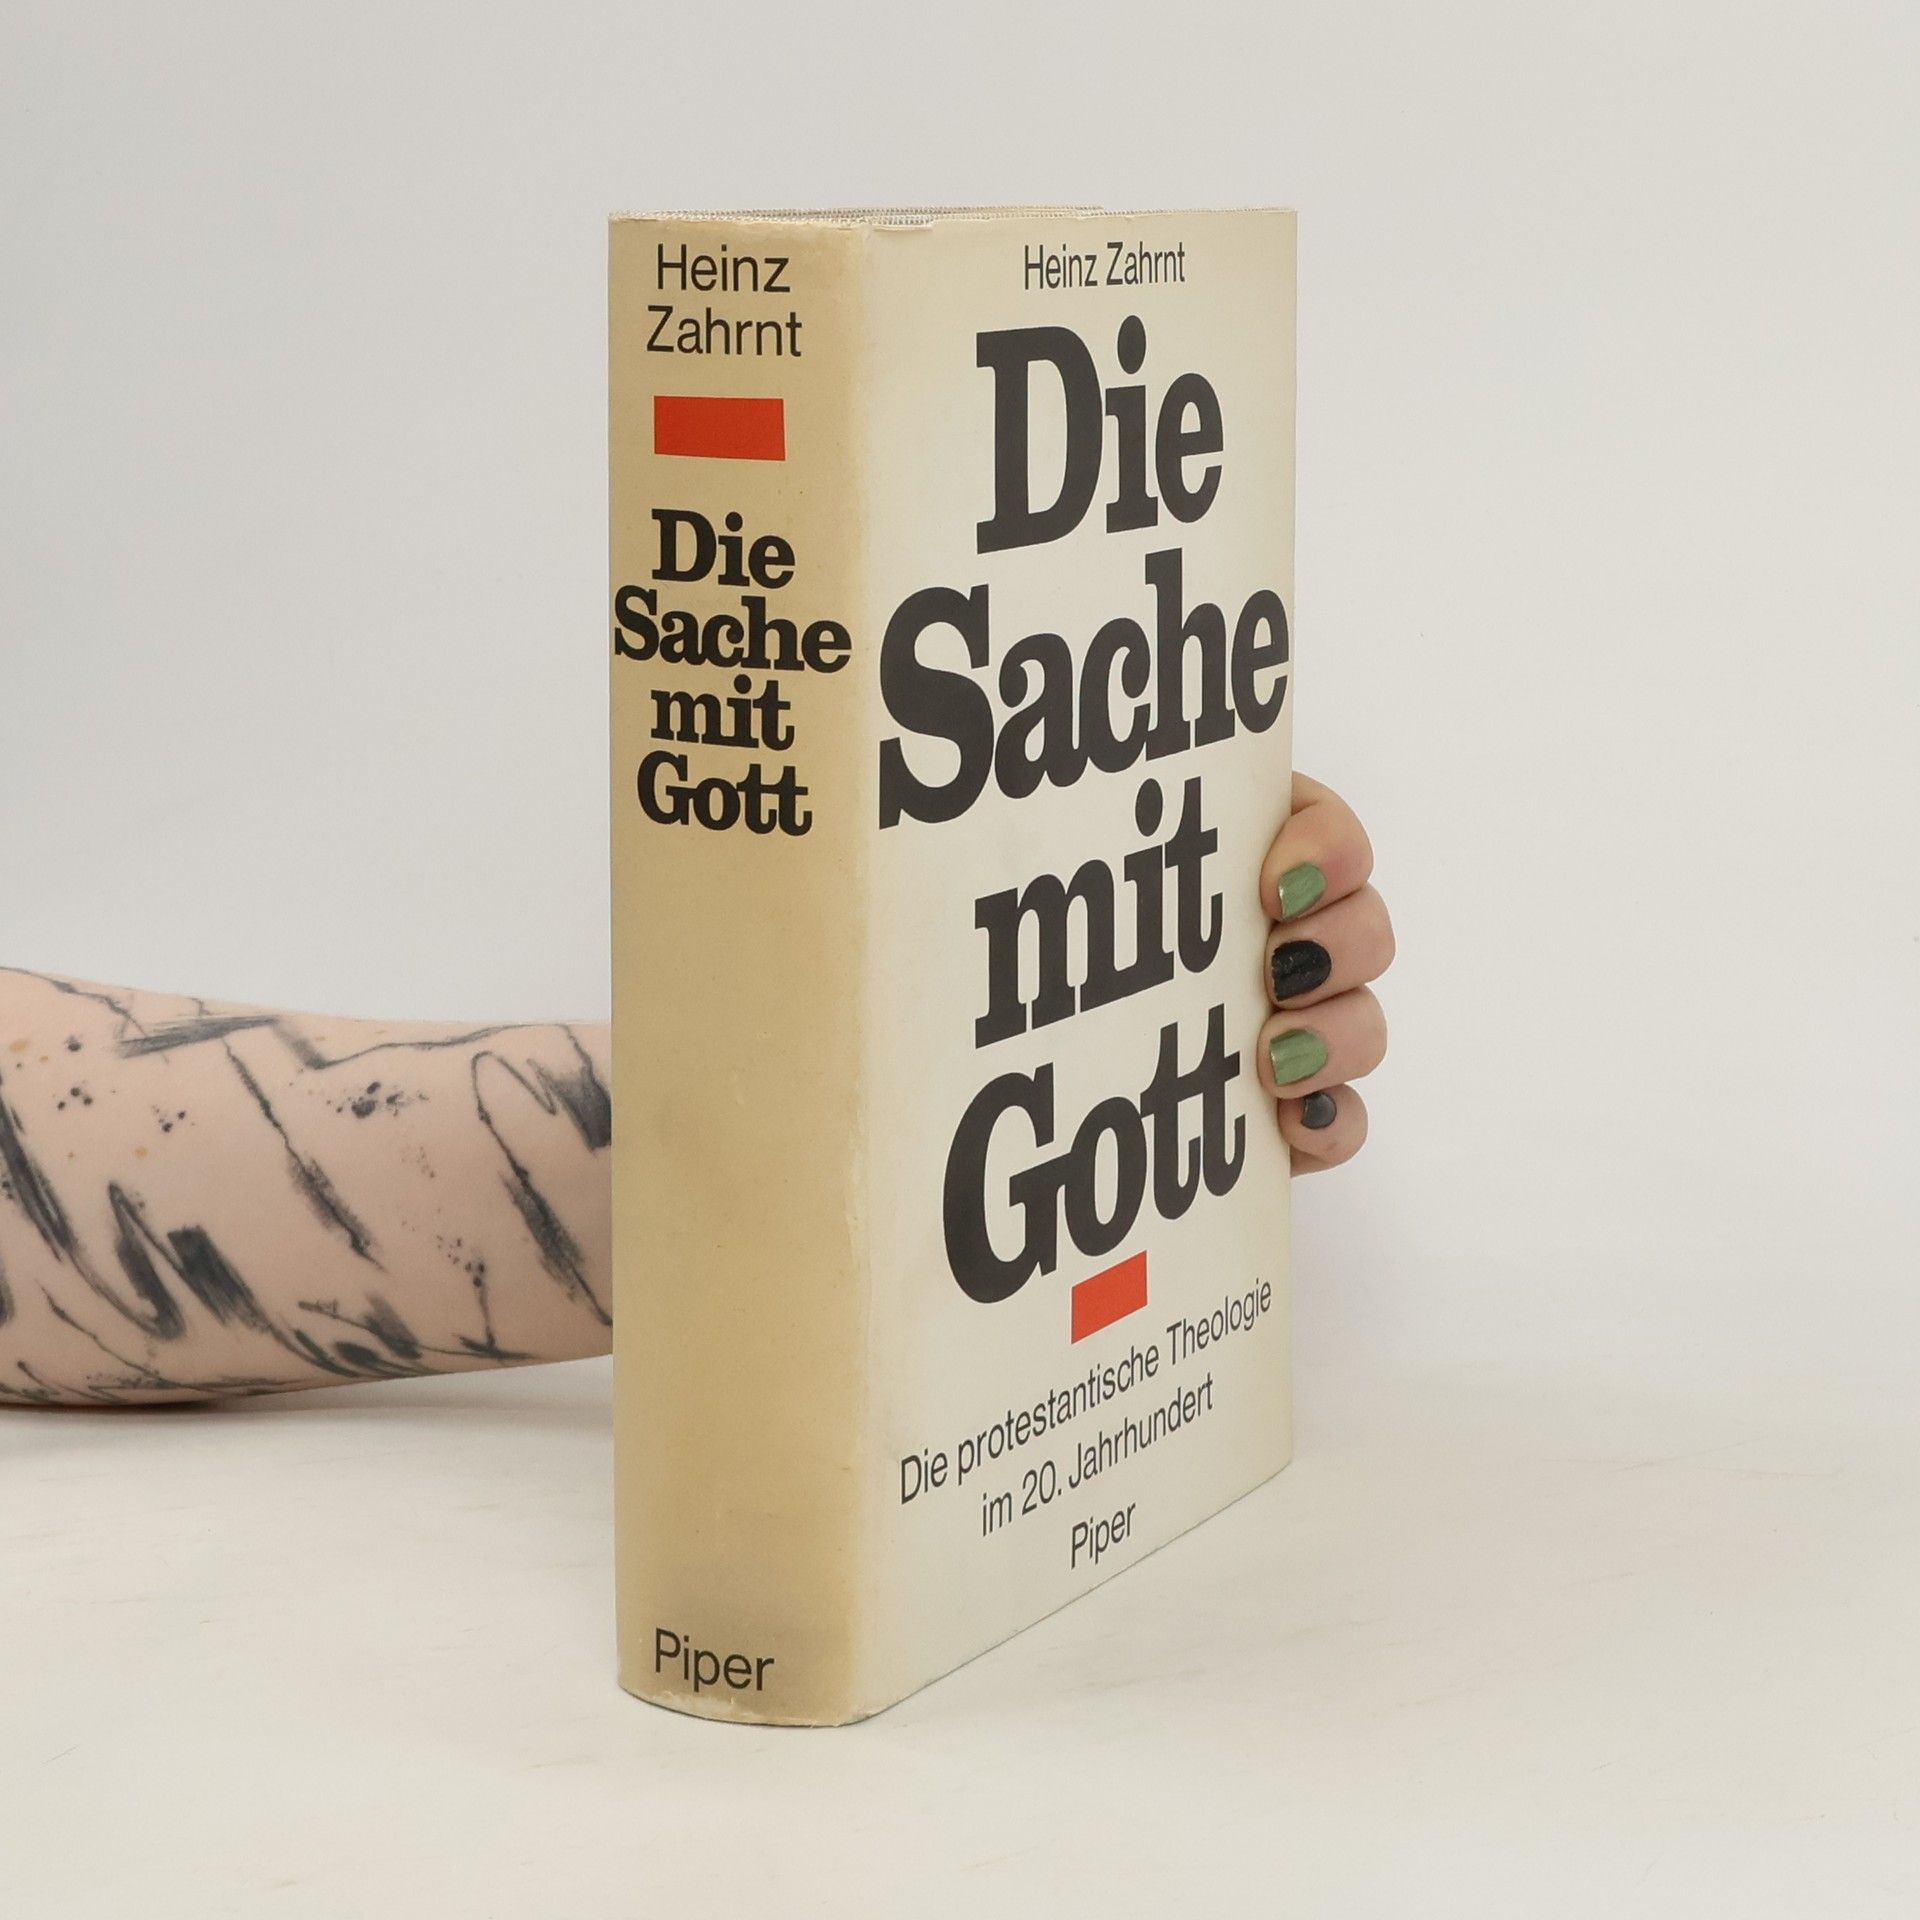 Heinz
Zahrnt
Die
Sache
mit
Gott
Piper
Heinz Zahrnt
Die
Sache
mit
Gott
Die protestantische Theologie
im 20. Jahrhundert
Piper